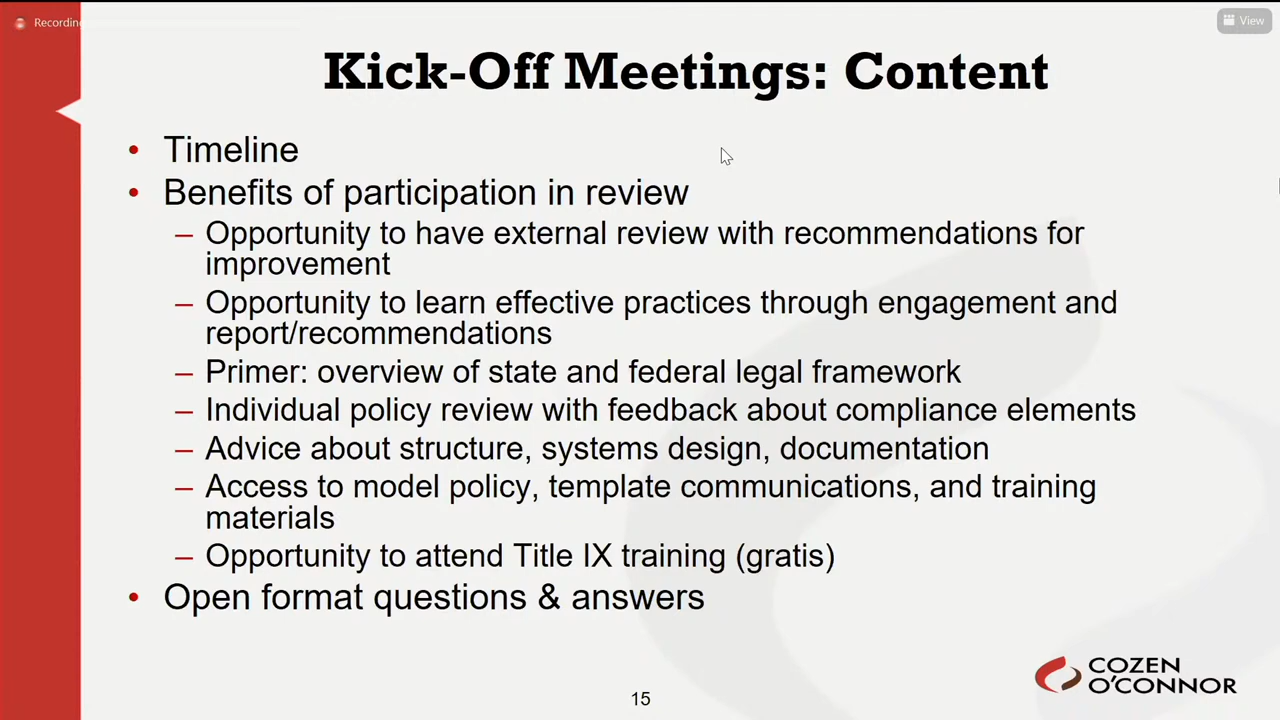 Recording
View
Kick-Off Meetings: Content
• Timeline
• Benefits of participation in review
– Opportunity to have external review with recommendations for
improvement
– Opportunity to learn effective practices through engagement and
report/recommendations
– Primer: overview of state and federal legal framework
– Individual policy review with feedback about compliance elements
– Advice about structure, systems design, documentation
– Access to model policy, template communications, and training
materials
– Opportunity to attend Title IX training (gratis)
• Open format questions & answers
COZEN
O'CONNOR
15